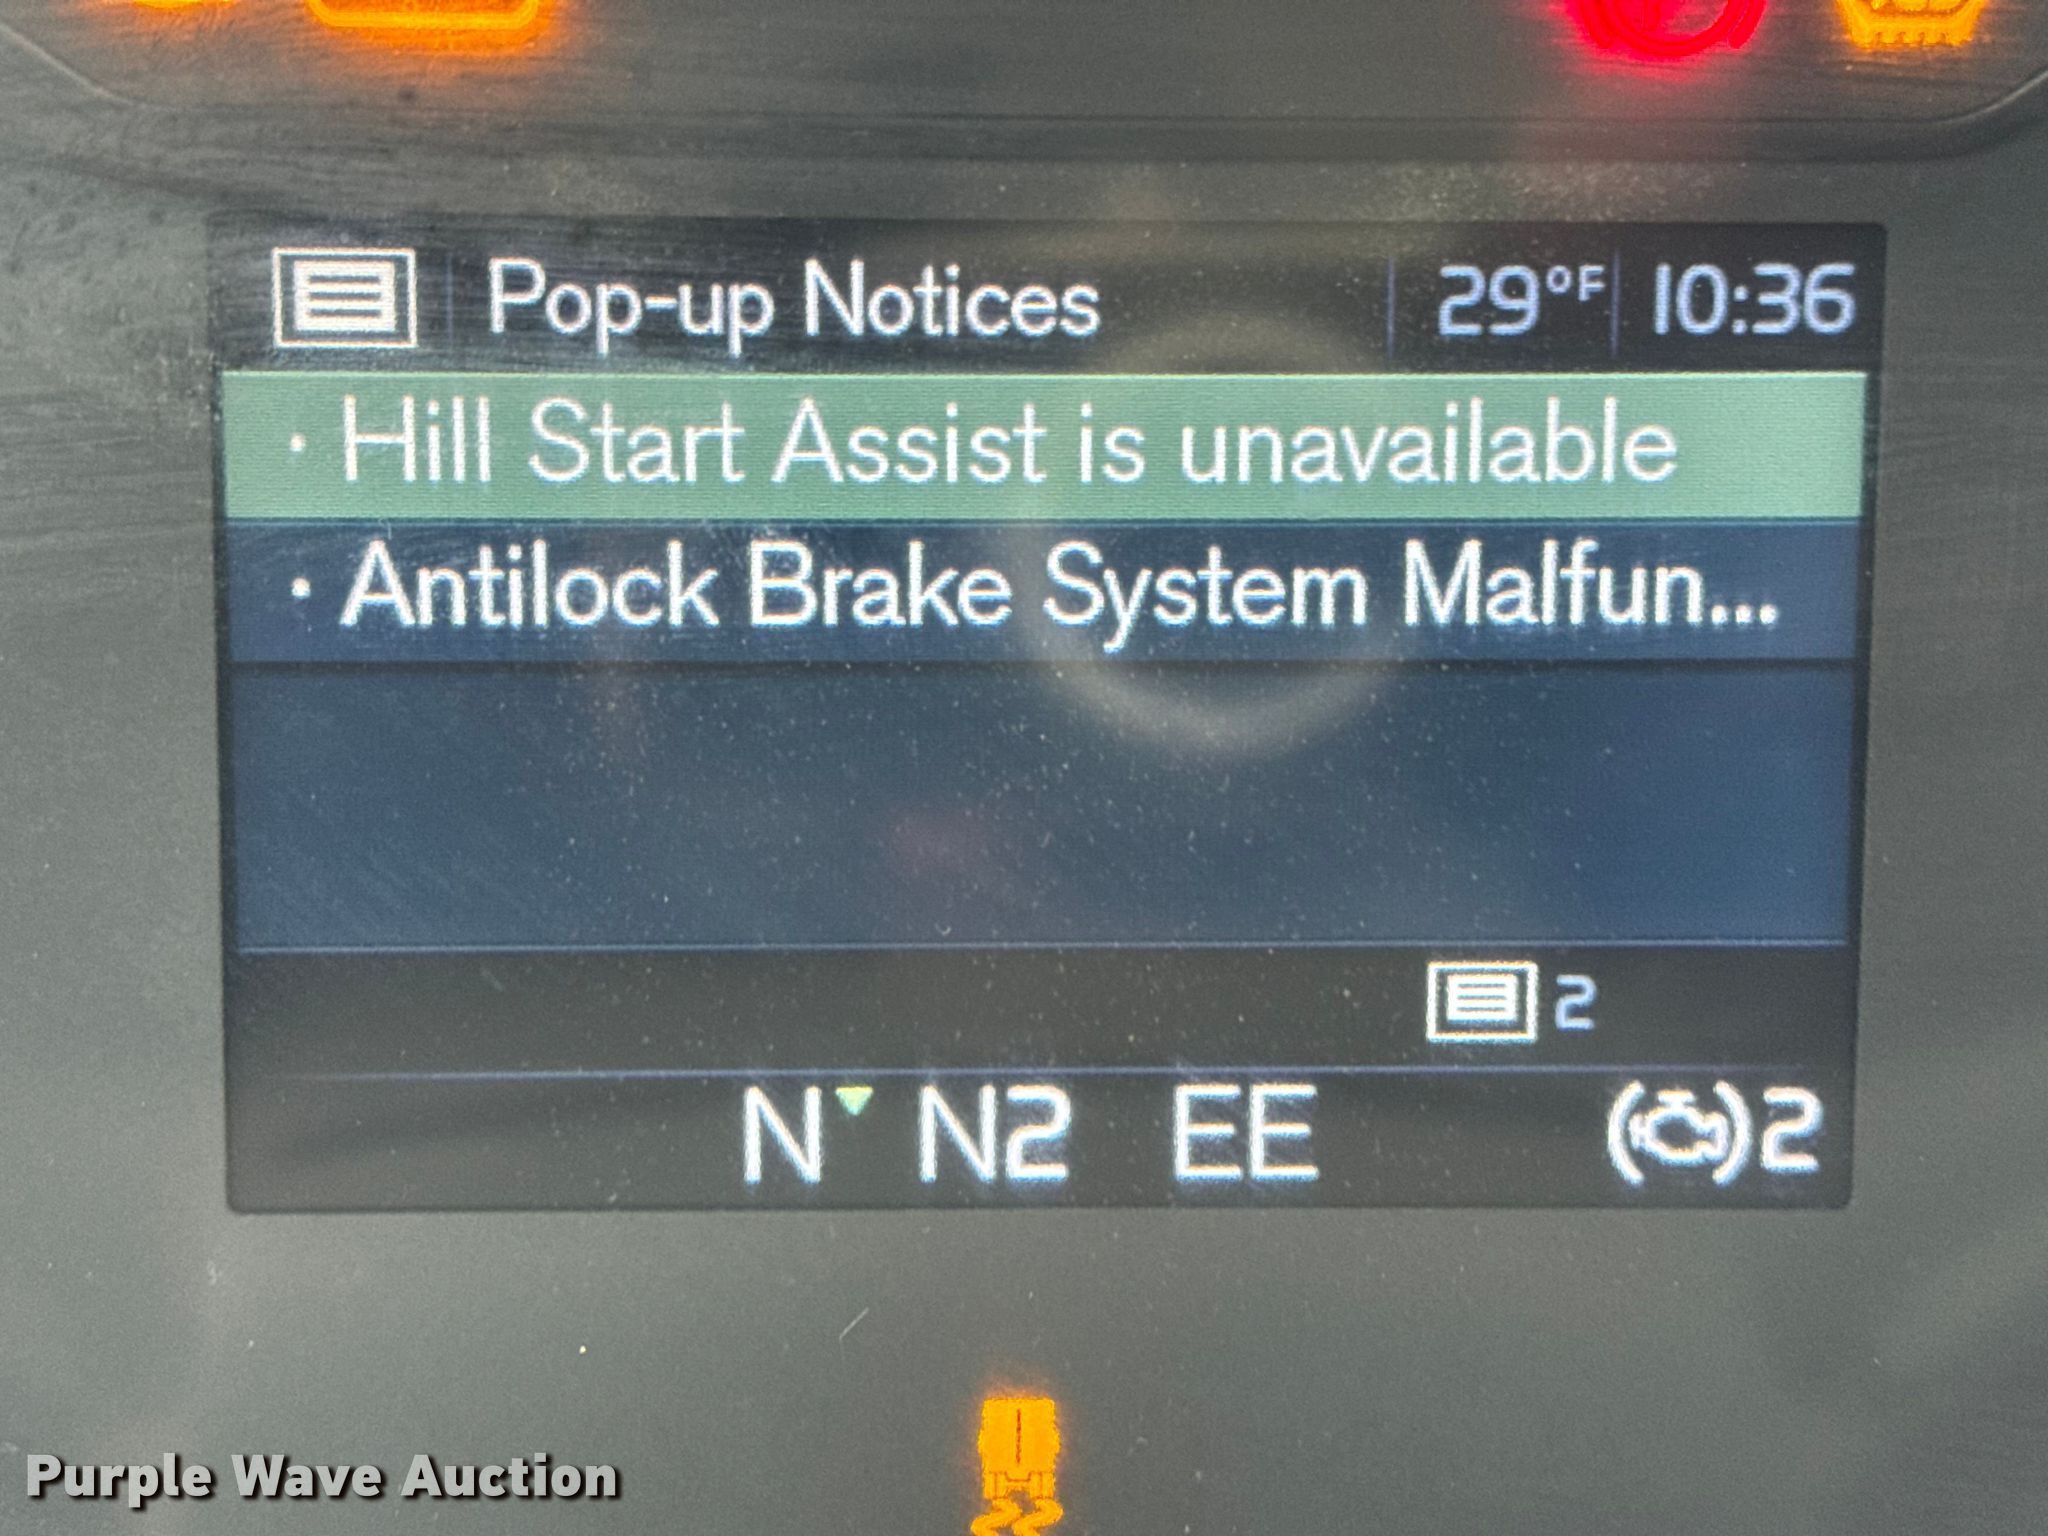 Pop-up Notices 29°F 10:36
· Hill Start Assist is unavailable
· Antilock Brake System Malfun...
2
N N2 EE 2
Purple Wave Auction